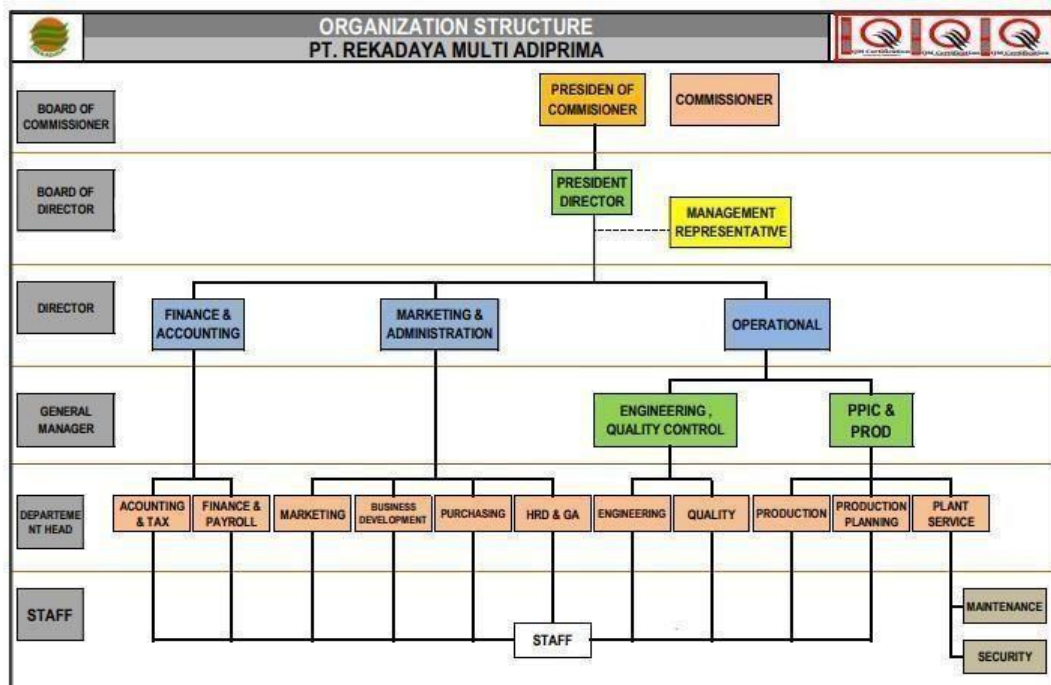 ORGANIZATION STRUCTURE
PT. REKADAYA MULTI ADIPRIMA
REKADAYA
BOARD OF
COMMISSIONER
PRESIDEN OF
COMMISIONER
COMMISSIONER
BOARD OF
DIRECTOR
PRESIDENT
DIRECTOR
MANAGEMENT
REPRESENTATIVE
DIRECTOR
FINANCE &
ACCOUNTING
MARKETING &
ADMINISTRATION
OPERATIONAL
GENERAL
MANAGER
ENGINEERING ,
QUALITY CONTROL
PPIC &
PROD
DEPARTEME
NT HEAD
ACOUNTING
& TAX
FINANCE &
PAYROLL
MARKETING
BUSINESS
DEVELOPMENT
PURCHASING
HRD & GA
ENGINEERING
QUALITY
PRODUCTION
PRODUCTION
PLANNING
PLANT
SERVICE
STAFF
STAFF
MAINTENANCE
SECURITY